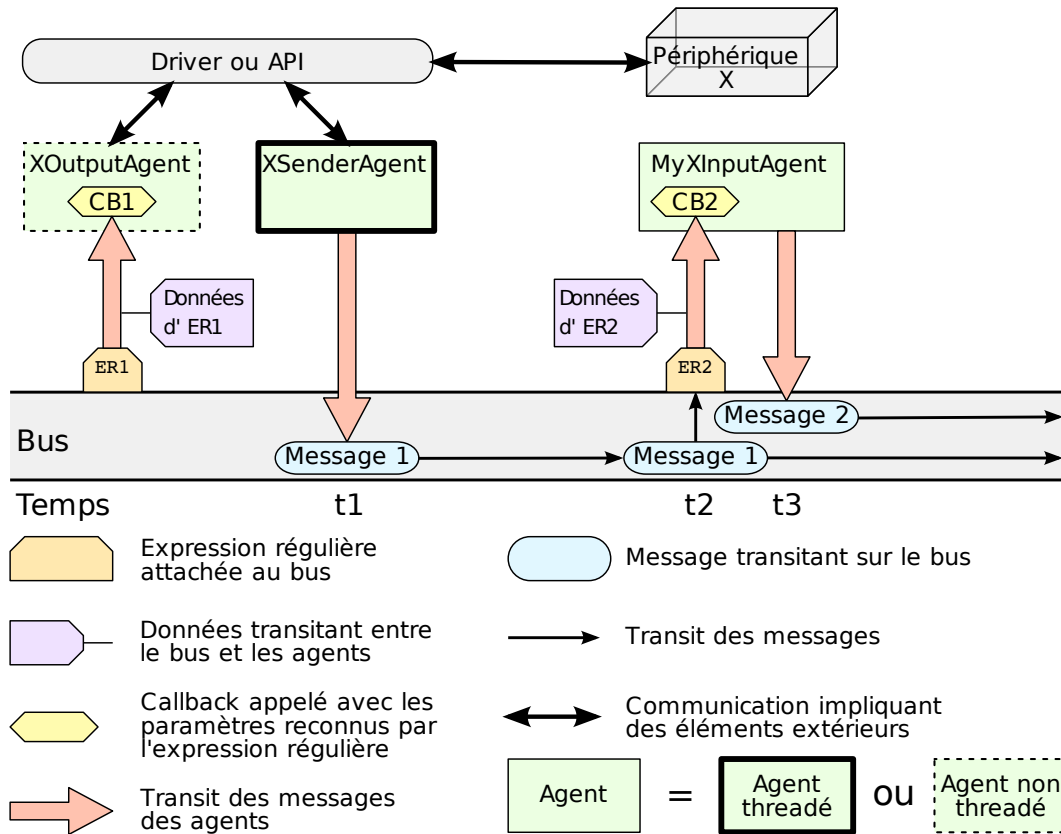 Driver ou API
Périphérique
X
XOutputAgent
CB1
XSenderAgent
MyXInputAgent
CB2
Données
d' ER1
Données
d' ER2
ER1
ER2
Bus
Message 1
Message 1
Message 2
Temps
t1
t2
t3
Expression régulière
attachée au bus
Message transitant sur le bus
Données transitant entre
le bus et les agents
Transit des messages
Callback appelé avec les
paramètres reconnus par
l'expression régulière
Communication impliquant
des éléments extérieurs
Transit des messages
des agents
Agent
=
Agent
threadé
ou
Agent non
threadé